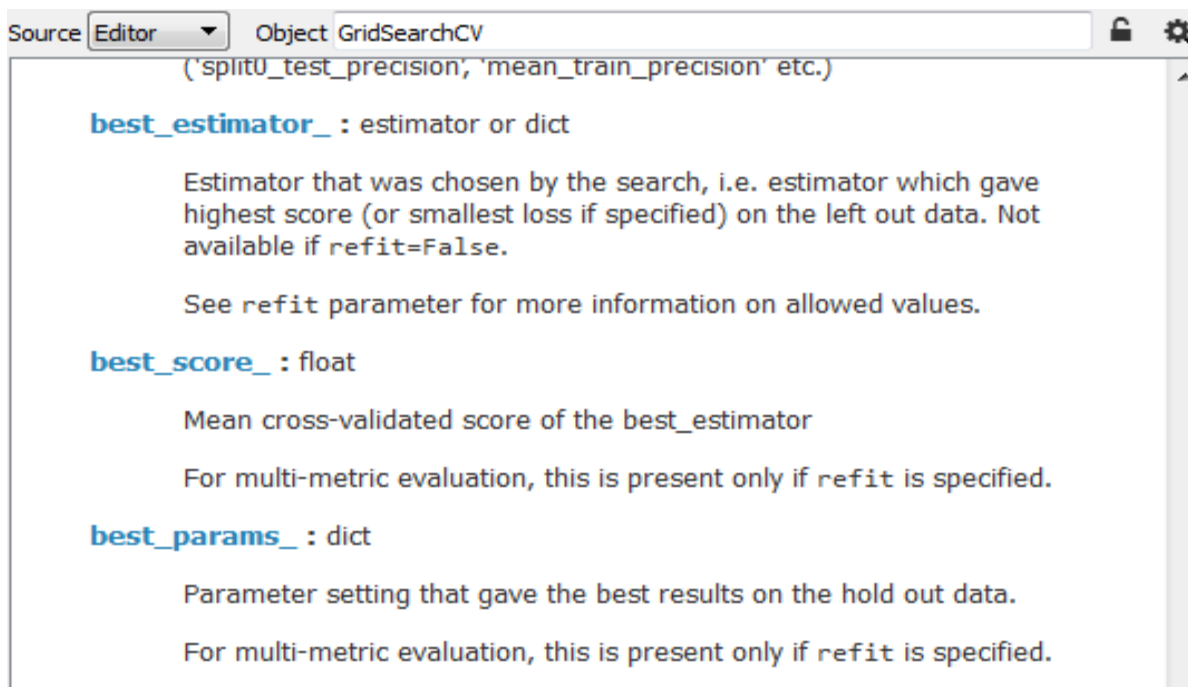 Source Editor Object GridSearchCV
('split0_test_precision', 'mean_train_precision' etc.)
best_estimator_ : estimator or dict
Estimator that was chosen by the search, i.e. estimator which gave
highest score (or smallest loss if specified) on the left out data. Not
available if refit=False.
See refit parameter for more information on allowed values.
best_score_ : float
Mean cross-validated score of the best_estimator
For multi-metric evaluation, this is present only if refit is specified.
best_params_ : dict
Parameter setting that gave the best results on the hold out data.
For multi-metric evaluation, this is present only if refit is specified.